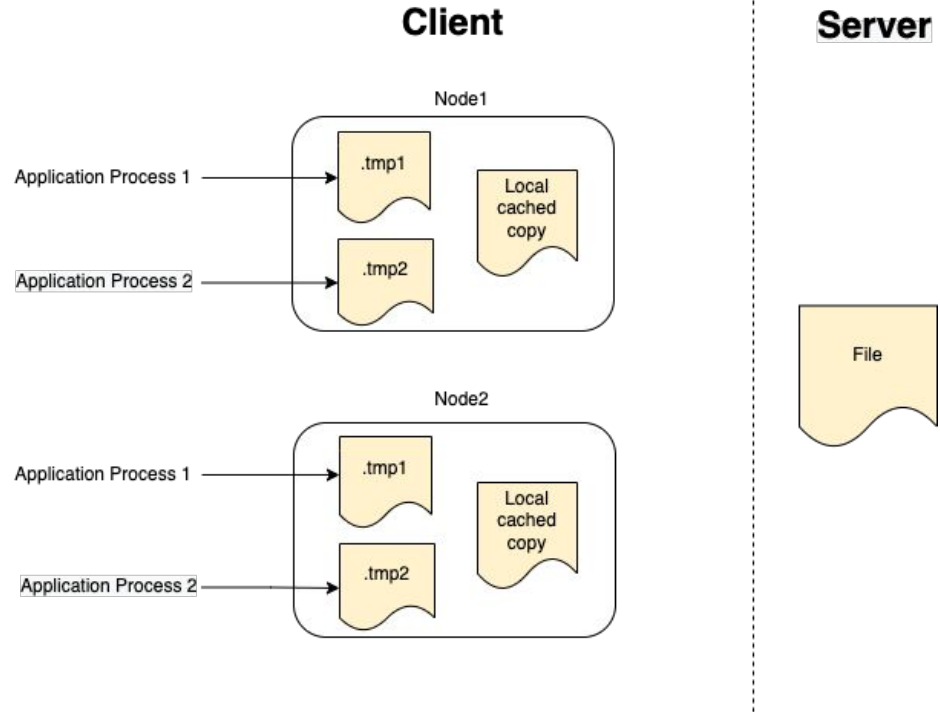 Client
Server
Node1
Application Process 1
.tmp1
Local
cached
copy
Application Process 2
.tmp2
File
Node2
Application Process 1
.tmp1
Local
cached
copy
Application Process 2
.tmp2